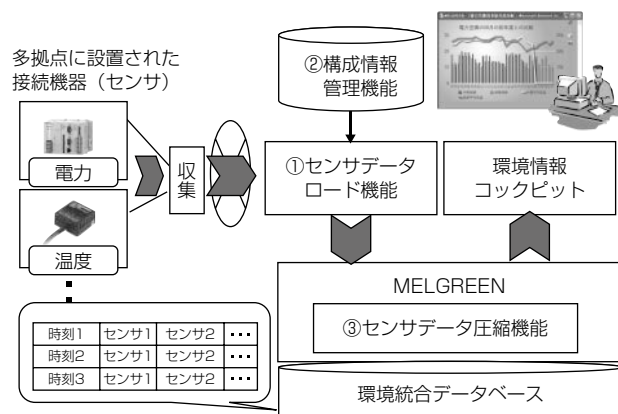 多拠点に設置された
接続機器（センサ）
電力
温度
収集
②構成情報
管理機能
①センサデータ
ロード機能
環境情報
コックピット
MELGREEN
③センサデータ圧縮機能
環境統合データベース
時刻1 センサ1 センサ2 …
時刻2 センサ1 センサ2 …
時刻3 センサ1 センサ2 …